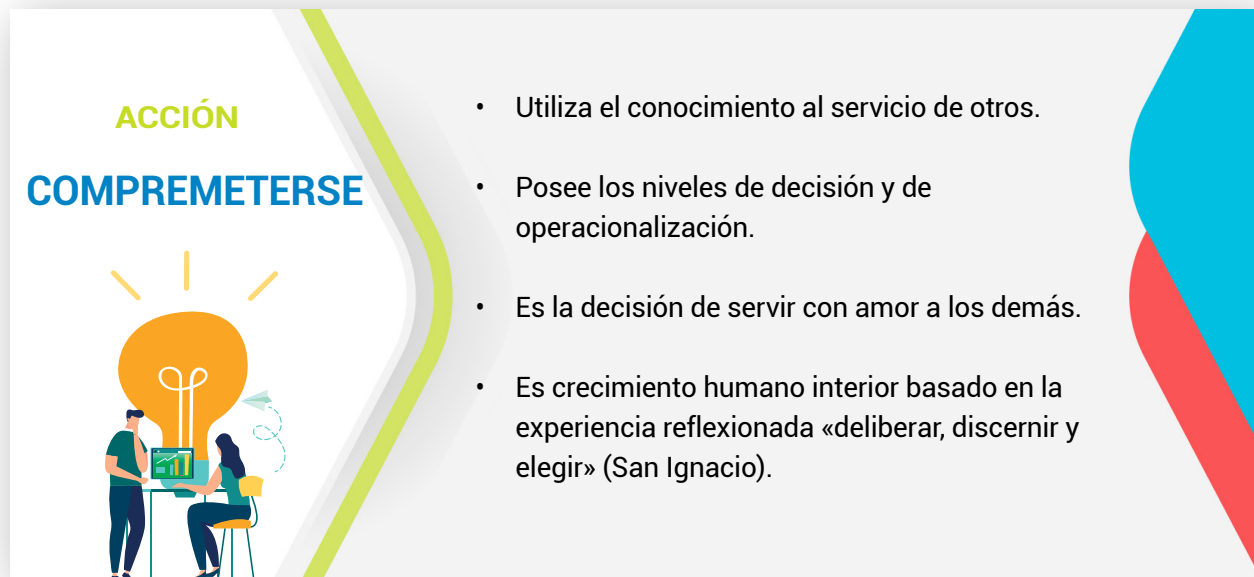 ACCIÓN
COMPREMETERSE
• Utiliza el conocimiento al servicio de otros.
• Posee los niveles de decisión y de
operacionalización.
• Es la decisión de servir con amor a los demás.
• Es crecimiento humano interior basado en la
experiencia reflexionada «deliberar, discernir y
elegir» (San Ignacio).